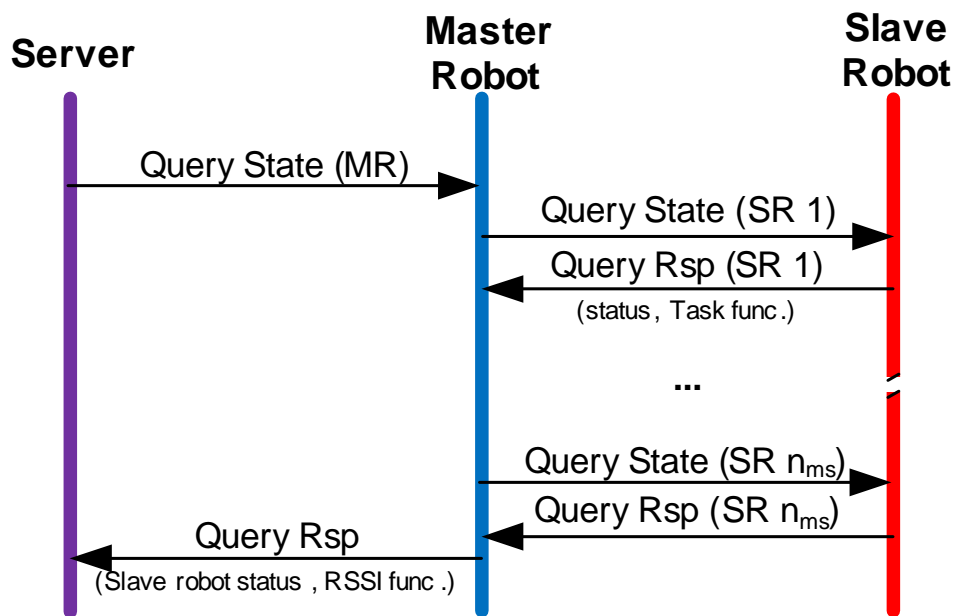 Server
Master
Robot
Slave
Robot
Query State (MR)
Query State (SR 1)
Query Rsp (SR 1)
(status, Task func.)
...
Query State (SR nms)
Query Rsp (SR nms)
Query Rsp
(Slave robot status, RSSI func.)